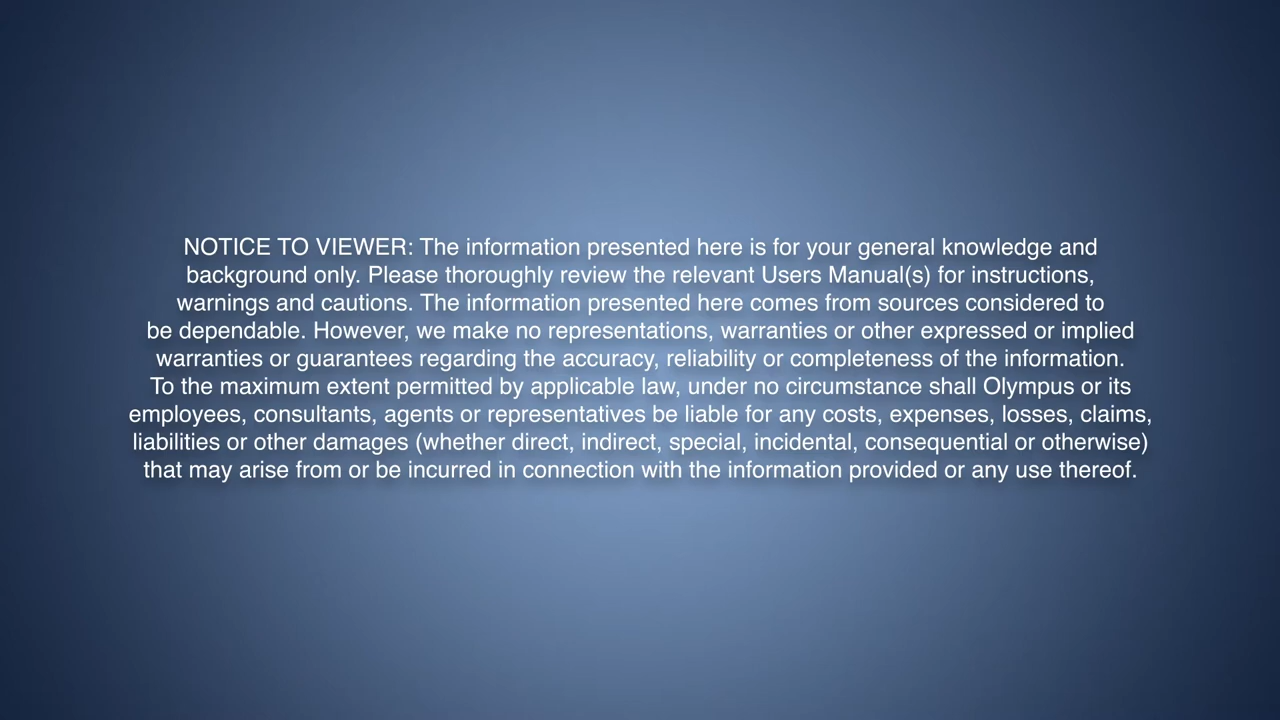 NOTICE TO VIEWER: The information presented here is for your general knowledge and
background only. Please thoroughly review the relevant Users Manual(s) for instructions,
warnings and cautions. The information presented here comes from sources considered to
be dependable. However, we make no representations, warranties or other expressed or implied
warranties or guarantees regarding the accuracy, reliability or completeness of the information.
To the maximum extent permitted by applicable law, under no circumstance shall Olympus or its
employees, consultants, agents or representatives be liable for any costs, expenses, losses, claims,
liabilities or other damages (whether direct, indirect, special, incidental, consequential or otherwise)
that may arise from or be incurred in connection with the information provided or any use thereof.